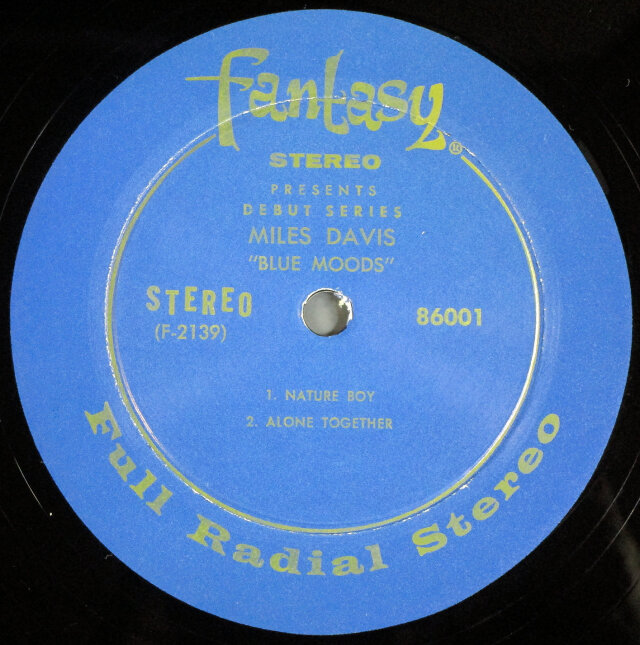 Fantasy®
STEREO
PRESENTS
DEBUT SERIES
MILES DAVIS
"BLUE MOODS"
STEREO
(F-2139)
86001
1. NATURE BOY
2. ALONE TOGETHER
Full Radial Stereo